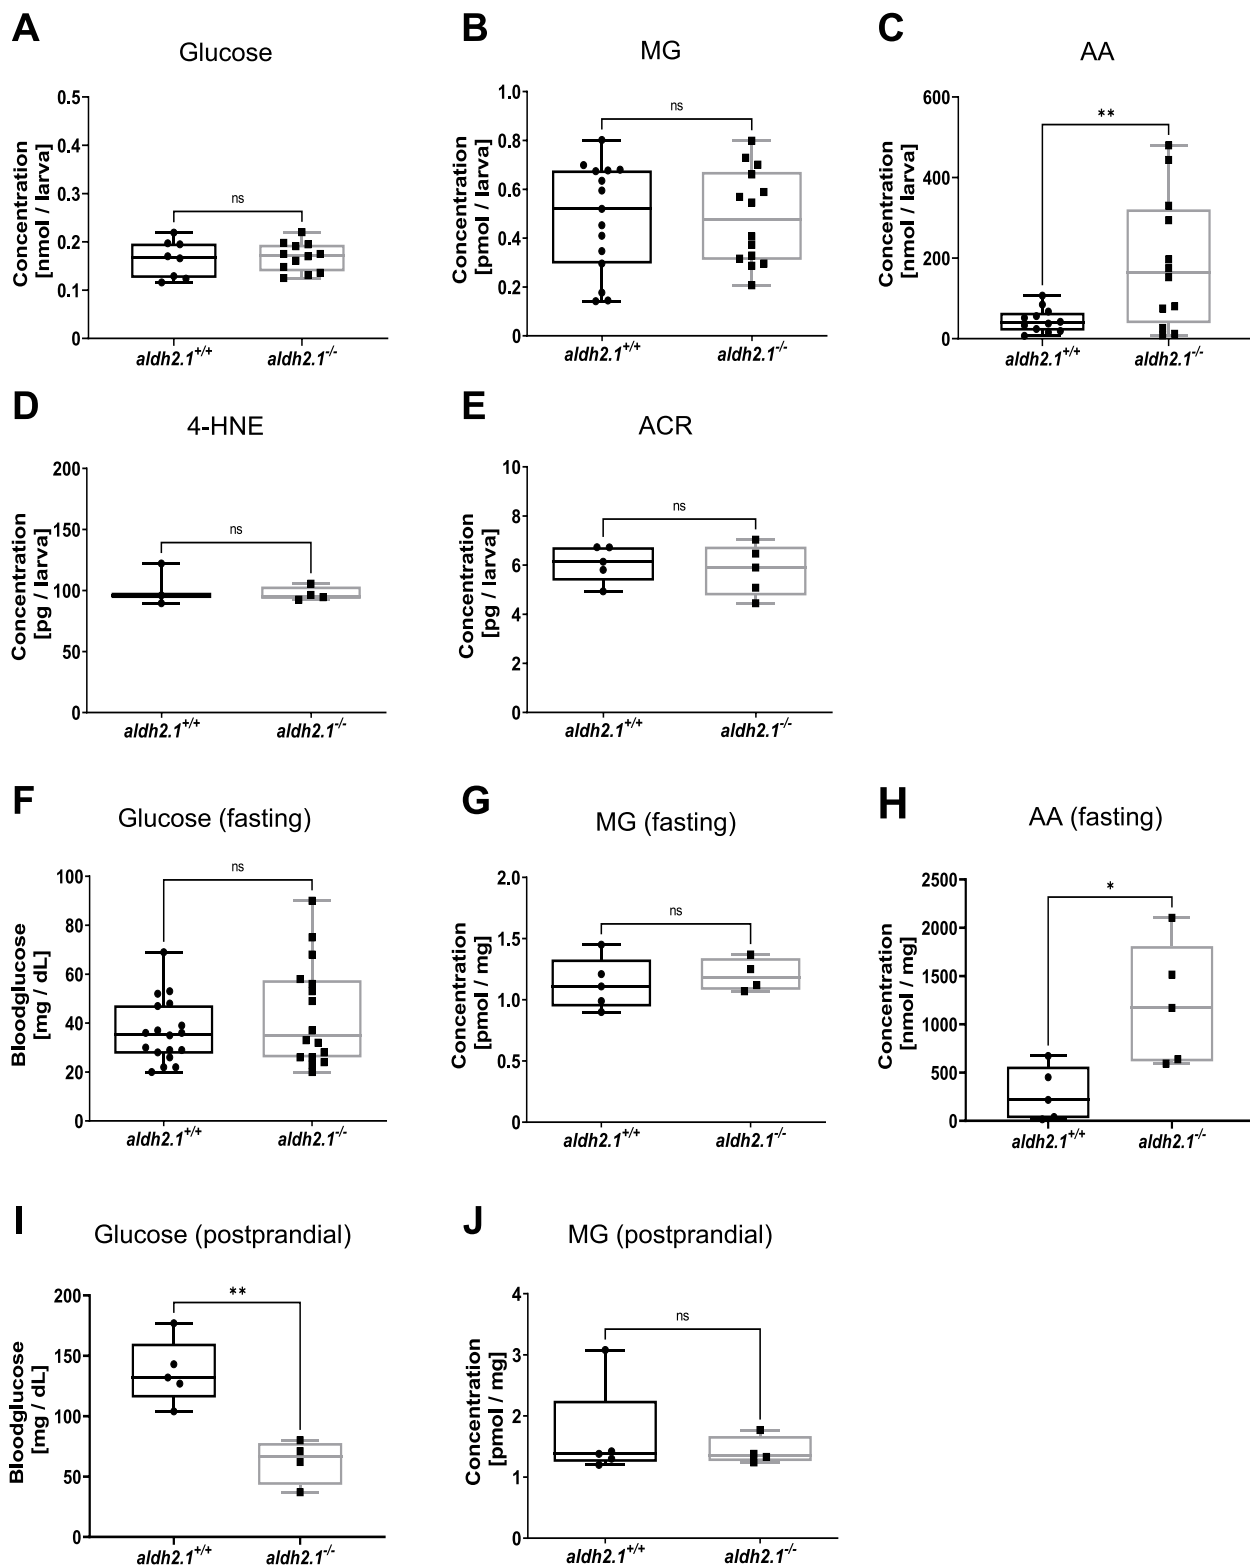 A
Glucose
Concentration
[nmol / larva]
0.5
0.4
0.3
0.2
0.1
0
ns
aldh2.1+/+
aldh2.1-/-
B
MG
Concentration
[pmol / larva]
1.0
0.8
0.6
0.4
0.2
0
ns
aldh2.1+/+
aldh2.1-/-
C
AA
Concentration
[nmol / larva]
600
400
200
0
**
aldh2.1+/+
aldh2.1-/-
D
4-HNE
Concentration
[pg / larva]
200
150
100
50
0
ns
aldh2.1+/+
aldh2.1-/-
E
ACR
Concentration
[pg / larva]
10
8
6
4
2
0
ns
aldh2.1+/+
aldh2.1-/-
F
Glucose (fasting)
Bloodglucose
[mg / dL]
100
80
60
40
20
0
ns
aldh2.1+/+
aldh2.1-/-
G
MG (fasting)
Concentration
[pmol / mg]
2.0
1.5
1.0
0.5
0
ns
aldh2.1+/+
aldh2.1-/-
H
AA (fasting)
Concentration
[nmol / mg]
2500
2000
1500
1000
500
0
*
aldh2.1+/+
aldh2.1-/-
I
Glucose (postprandial)
Bloodglucose
[mg / dL]
200
150
100
50
0
**
aldh2.1+/+
aldh2.1-/-
J
MG (postprandial)
Concentration
[pmol / mg]
4
3
2
1
0
ns
aldh2.1+/+
aldh2.1-/-